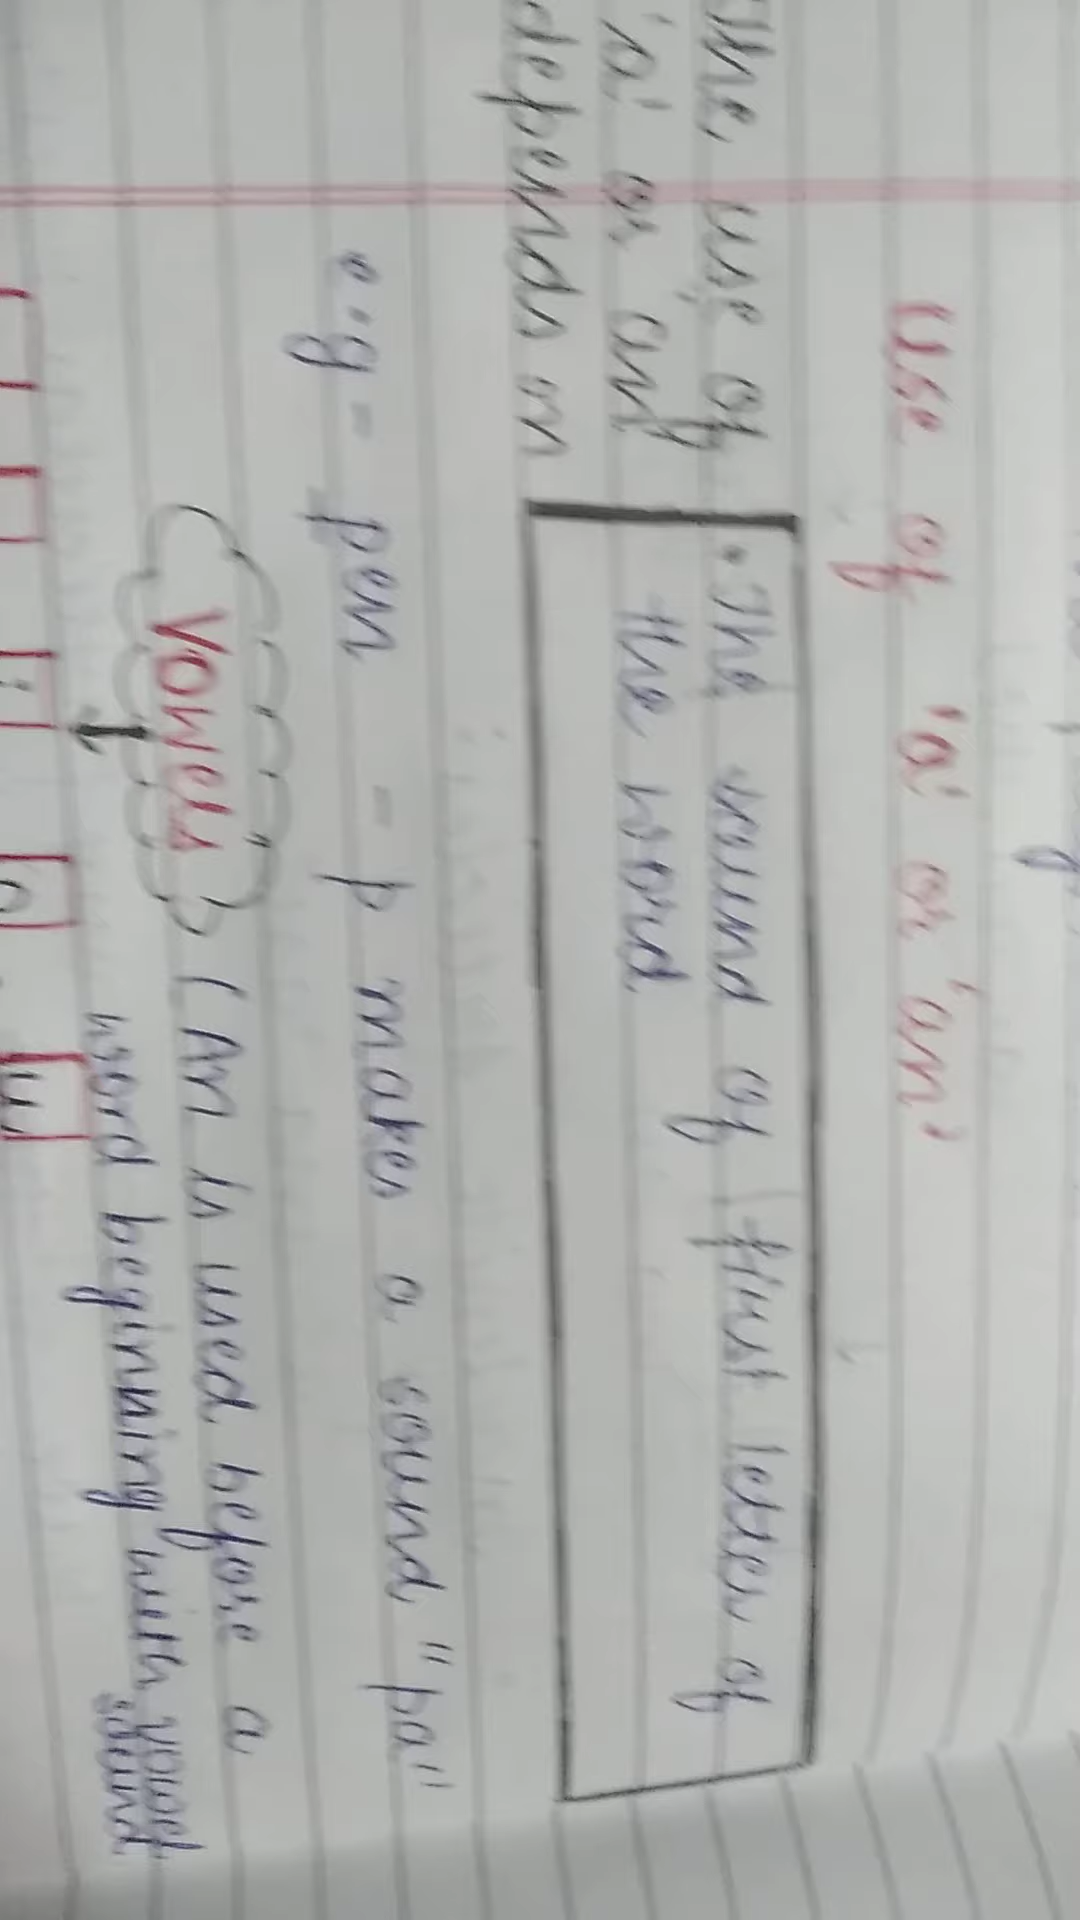 use of 'a' or 'an'
The use of
'a' or an
depends on
• The sound of first letter of
the word
e.g - pen - p makes a sound "pa"
Vowels (An is used before a
word beginning with vowel
sound
u